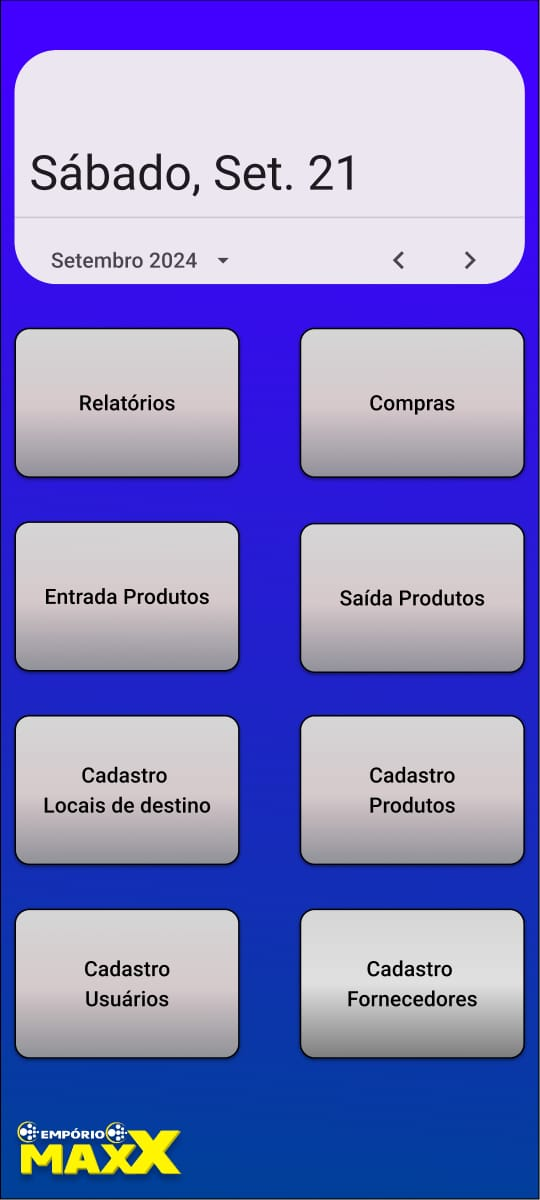 Sábado, Set. 21
Setembro 2024
Relatórios
Compras
Entrada Produtos
Saída Produtos
Cadastro
Locais de destino
Cadastro
Produtos
Cadastro
Usuários
Cadastro
Fornecedores
EMPÓRIO
MAXX